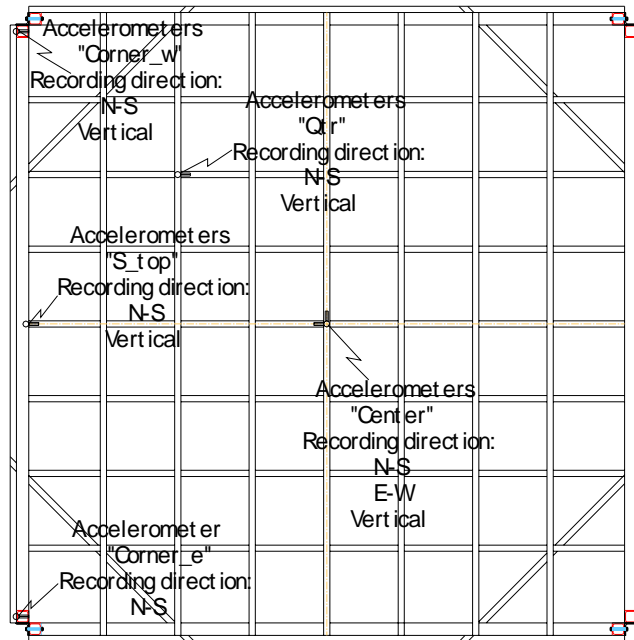 Accelerometers
"Corner_w"
Recording direction:
N-S
Vertical
Accelerometers
"Qtr"
Recording direction:
N-S
Vertical
Accelerometers
"S_top"
Recording direction:
N-S
Vertical
Accelerometers
"Center"
Recording direction:
N-S
E-W
Vertical
Accelerometer
"Corner_e"
Recording direction:
N-S